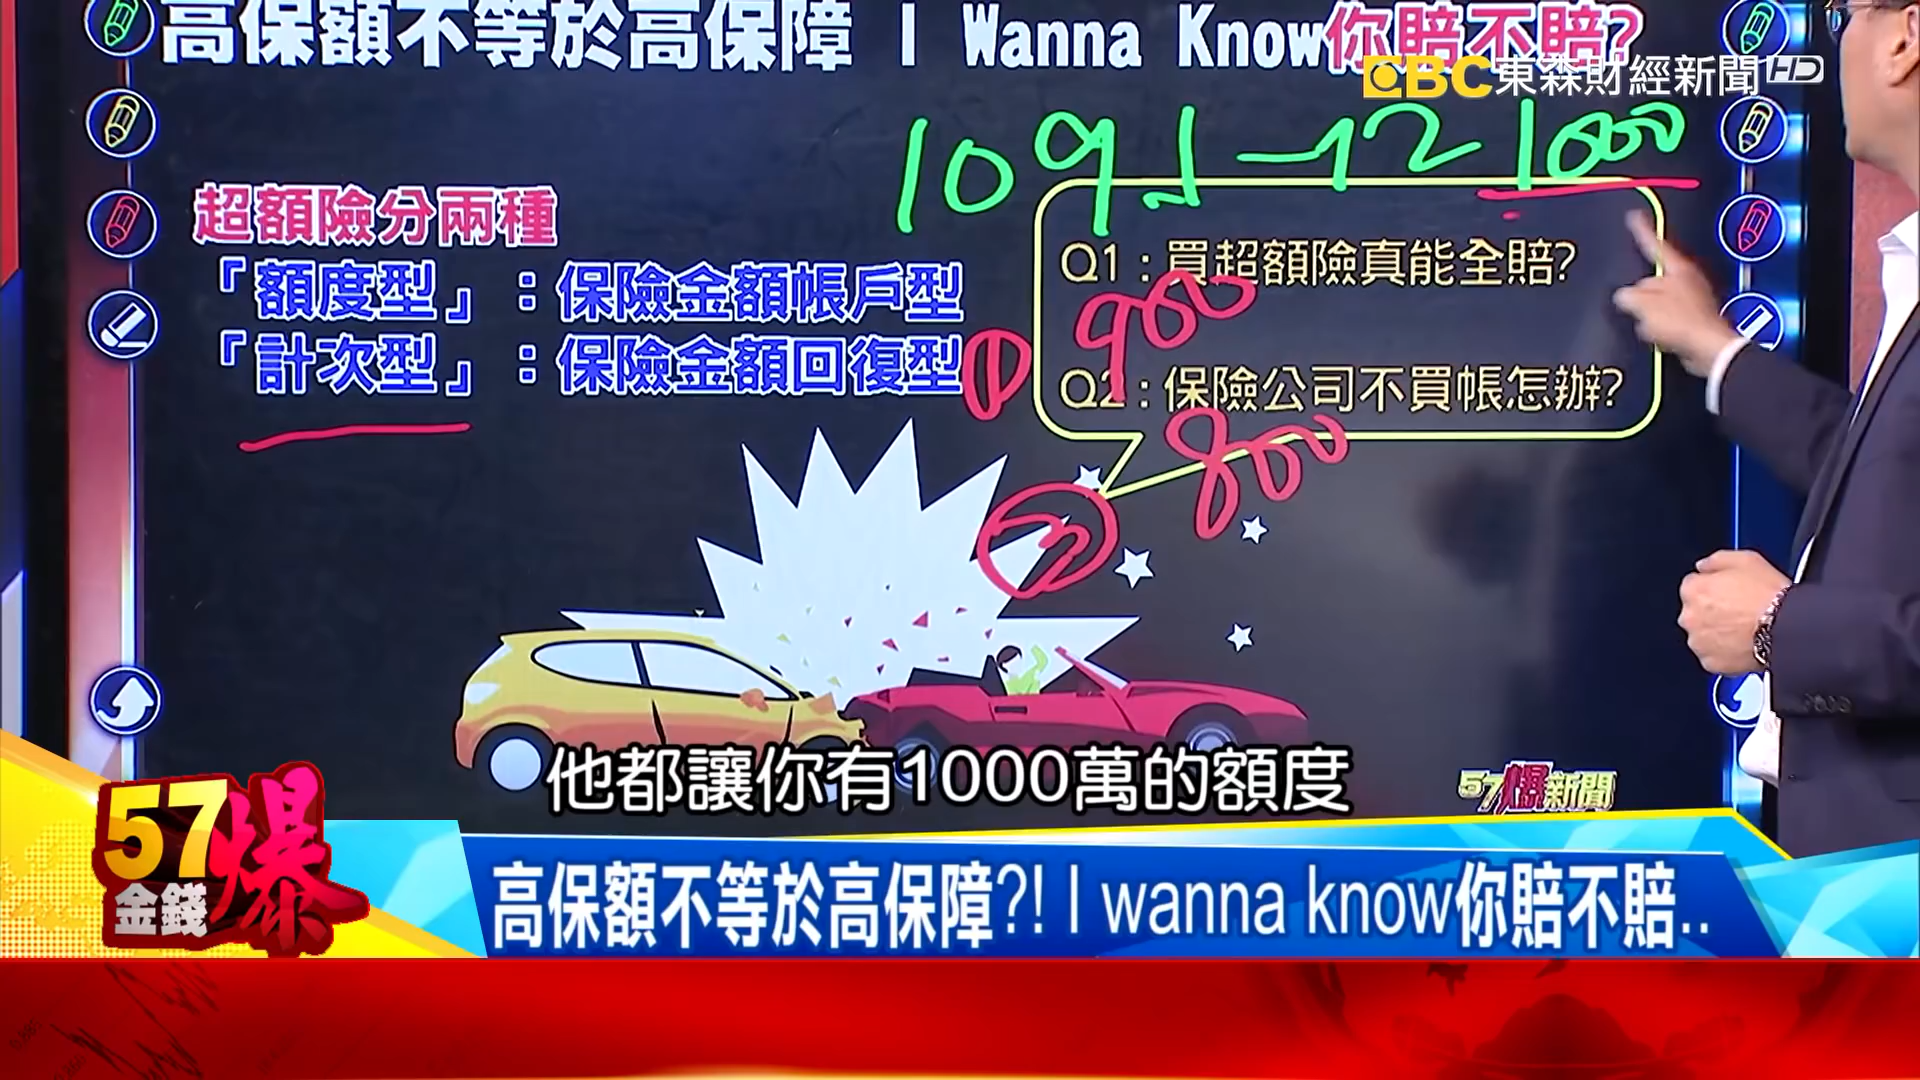 高保額不等於高保障 I Wanna Know你賠不賠?
EBC東森財經新聞HD
109 1-12 1000
超額險分兩種
「額度型」：保險金額帳戶型
「計次型」：保險金額回復型
Q1：買超額險真能全賠?
① 900
Q2：保險公司不買帳怎辦?
② 800
他都讓你有1000萬的額度
57爆新聞
57爆
金錢
高保額不等於高保障?! I wanna know你賠不賠..